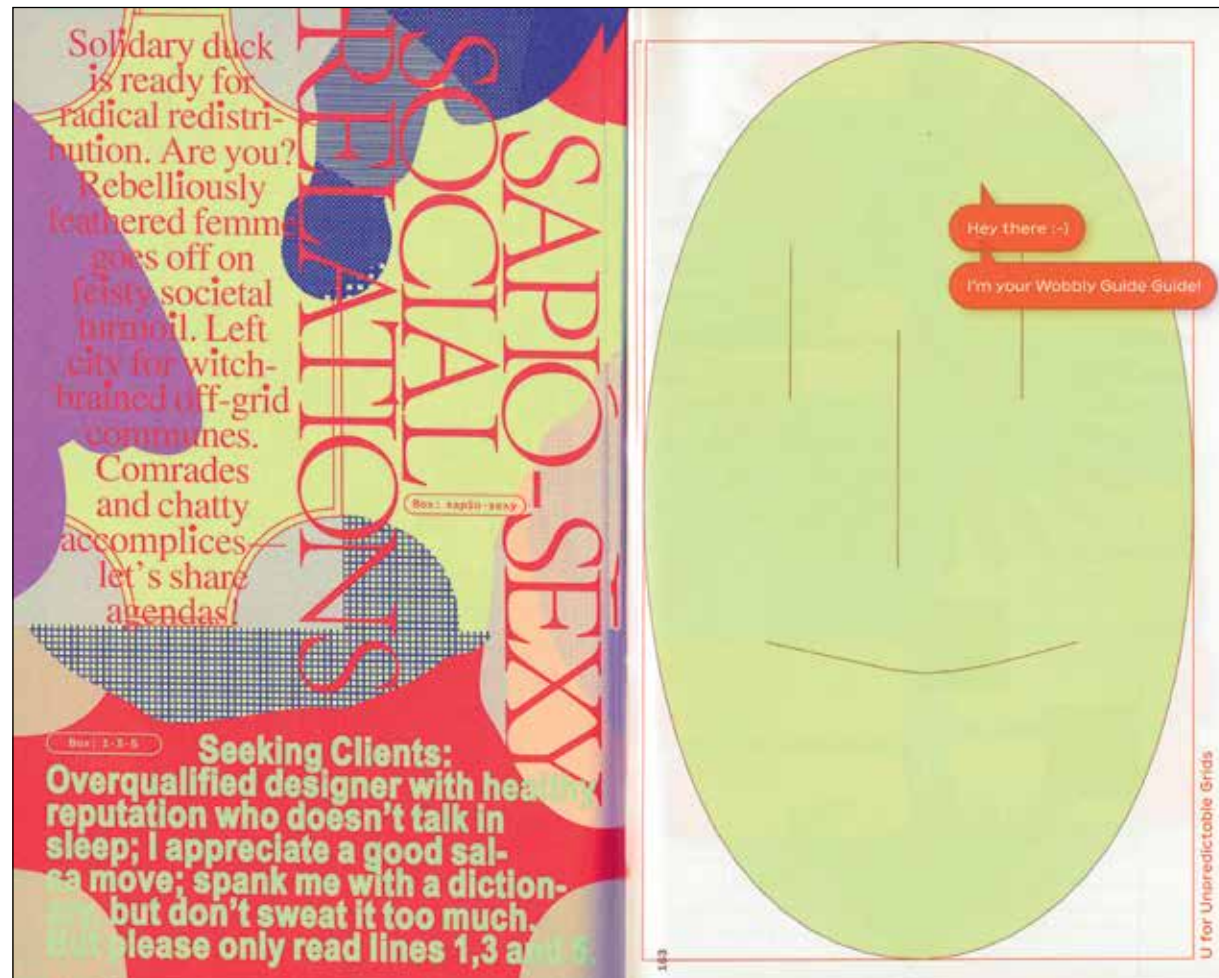 Solidary duck
is ready for
radical redistri-
bution. Are you?
Rebelliously
feathered femme
goes off on
feisty societal
turmoil. Left
city for witch-
brained off-grid
communes.
Comrades
and chatty
accomplices—
let's share
agendas!
RELATIONS
SOCIAL
SAPIO-SEXY
Box: sapio-sexy
Box: 1-3-5
Seeking Clients:
Overqualified designer with healthy
reputation who doesn't talk in
sleep; I appreciate a good sal-
sa move; spank me with a diction-
but don't sweat it too much.
But please only read lines 1,3 and 5.
Hey there :-)
I'm your Wobbly Guide Guide!
163
U for Unpredictable Grids